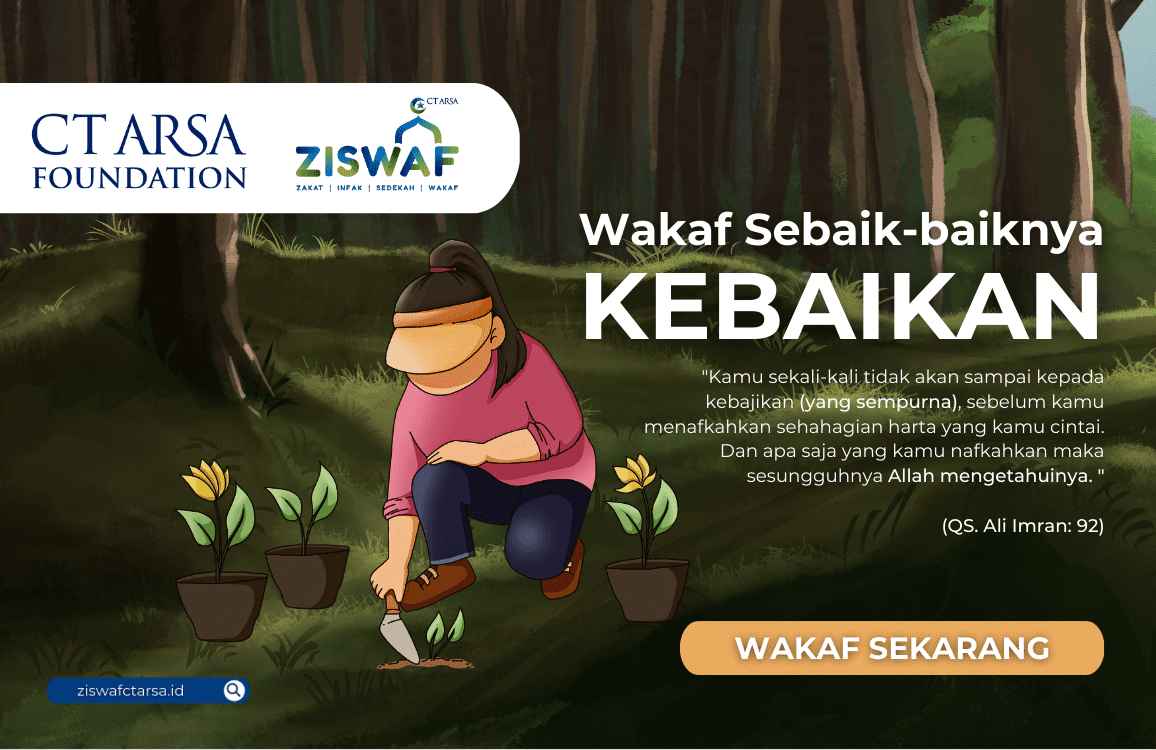 CT ARSA
FOUNDATION
CT ARSA
ZISWAF
ZAKAT | INFAK | SEDEKAH | WAKAF
Wakaf Sebaik-baiknya
KEBAIKAN
"Kamu sekali-kali tidak akan sampai kepada
kebajikan (yang sempurna), sebelum kamu
menafkahkan sehahagian harta yang kamu cintai.
Dan apa saja yang kamu nafkahkan maka
sesungguhnya Allah mengetahuinya. "
(QS. Ali Imran: 92)
WAKAF SEKARANG
ziswafctarsa.id